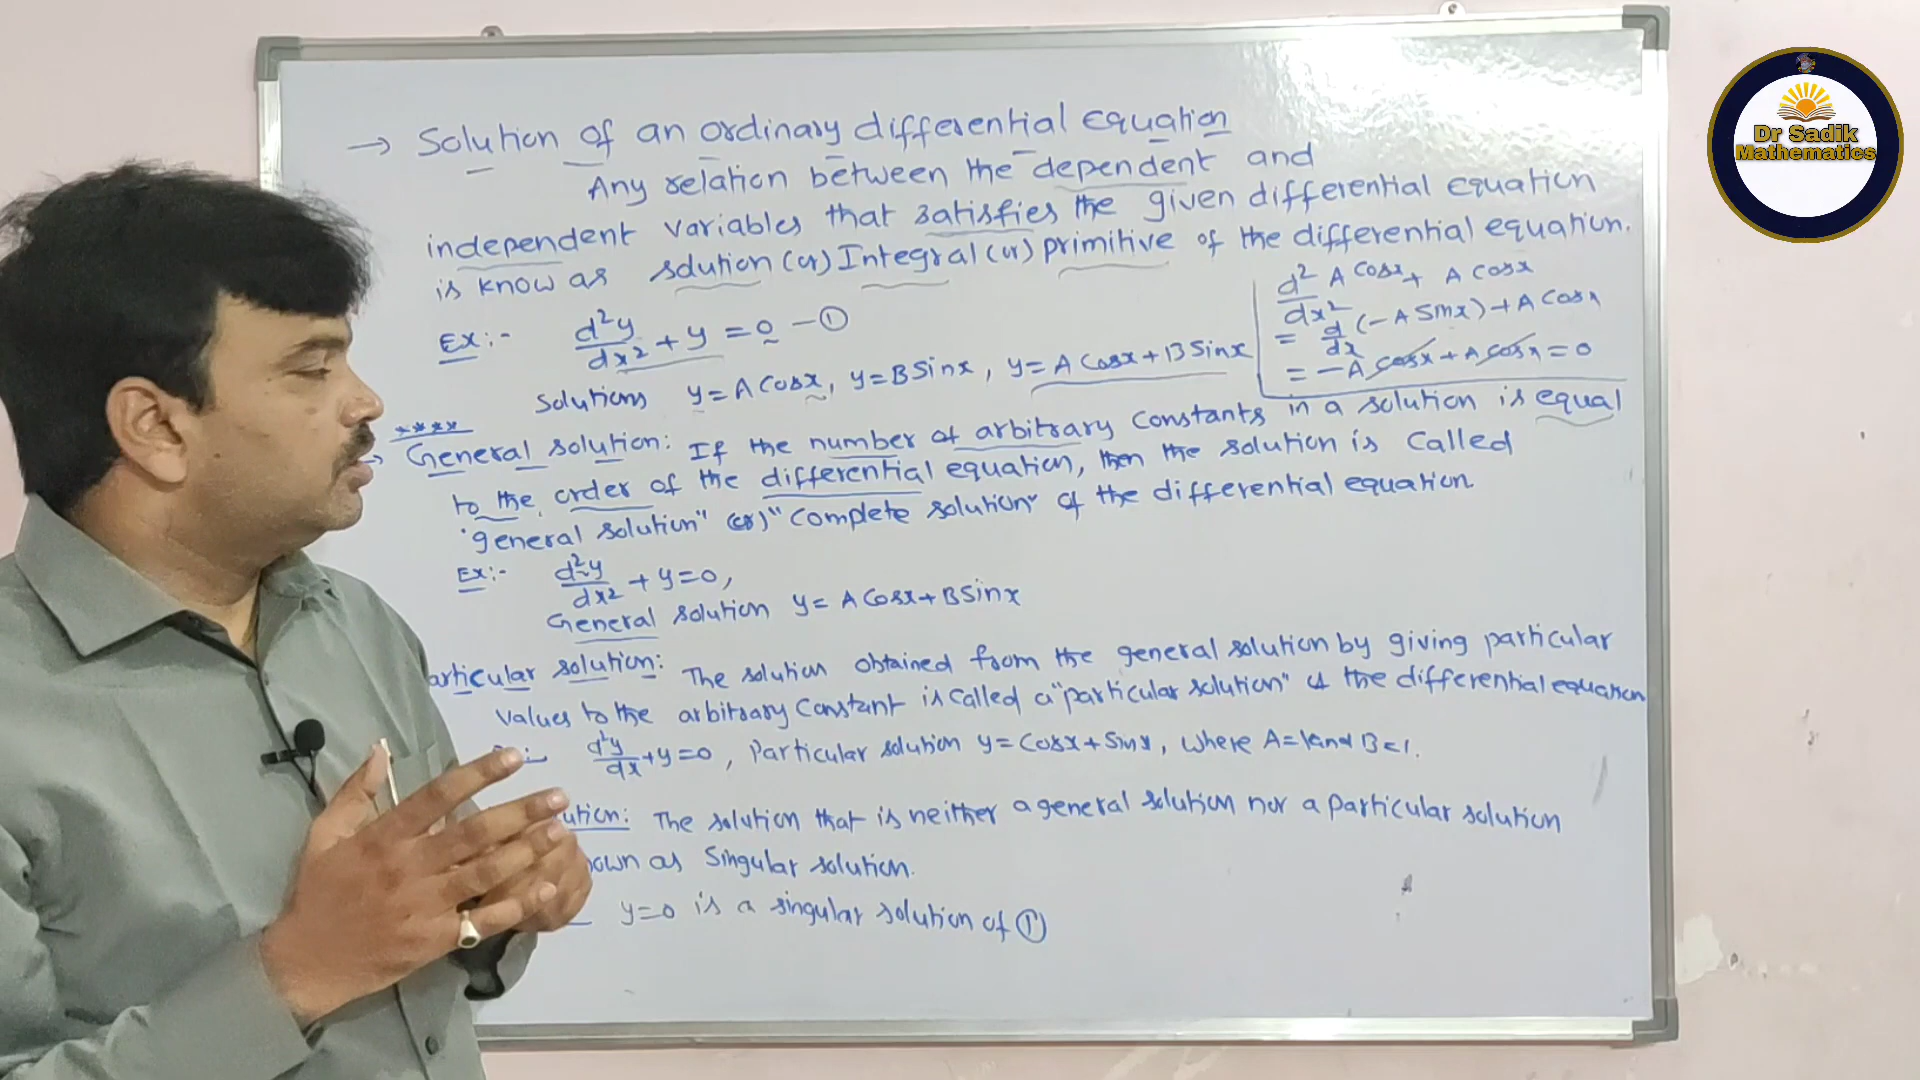 → Solution of an ordinary differential equation
Any relation between the dependent and
independent variables that satisfies the given differential equation
is know as solution (or) Integral (or) primitive of the differential equation.
Ex:- d²y/dx² + y = 0 — ①
Solutions y = A Cosx, y = B Sinx, y = A Cosx + B Sinx
d²/dx² A Cosx + A Cosx
= d/dx (-A Sinx) + A Cosx
= -A Cosx + A Cosx = 0
****
→ General solution: If the number of arbitrary constants in a solution is equal
to the order of the differential equation, then the solution is called
"general solution" (or) "complete solution" of the differential equation
Ex:- d²y/dx² + y = 0,
General solution y = A Cosx + B Sinx
articular solution: The solution obtained from the general solution by giving particular
values to the arbitrary constant is called a "particular solution" of the differential equation
d²y/dx + y = 0, Particular solution y = Cosx + Sinx, where A=1 and B=1.
ution: The solution that is neither a general solution nor a particular solution
nown as Singular solution.
y=0 is a singular solution of ①
Dr Sadik
Mathematics